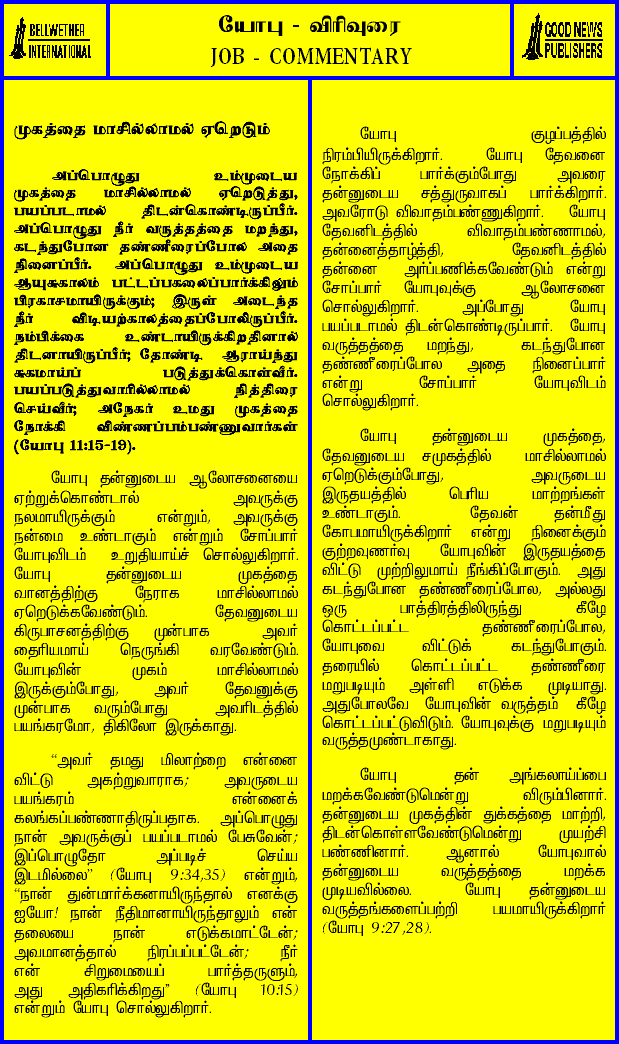 BELLWETHER
INTERNATIONAL
யோபு - விரிவுரை
JOB - COMMENTARY
GOOD NEWS
PUBLISHERS
முகத்தை மாசில்லாமல் ஏறெடும்
அப்பொழுது உம்முடைய
முகத்தை மாசில்லாமல் ஏறெடுத்து,
பயப்படாமல் திடன்கொண்டிருப்பீர்.
அப்பொழுது நீர் வருத்தத்தை மறந்து,
கடந்துபோன தண்ணீரைப்போல அதை
நினைப்பீர். அப்பொழுது உம்முடைய
ஆயுசுகாலம் பட்டப்பகலைப்பார்க்கிலும்
பிரகாசமாயிருக்கும்; இருள் அடைந்த
நீர் விடியற்காலத்தைப்போலிருப்பீர்.
நம்பிக்கை உண்டாயிருக்கிறதினால்
திடனாயிருப்பீர்; தோண்டி ஆராய்ந்து
சுகமாய்ப் படுத்துக்கொள்வீர்.
பயப்படுத்துவாரில்லாமல் நித்திரை
செய்வீர்; அநேகர் உமது முகத்தை
நோக்கி விண்ணப்பம்பண்ணுவார்கள்
(யோபு 11:15-19).
யோபு தன்னுடைய ஆலோசனையை
ஏற்றுக்கொண்டால் அவருக்கு
நலமாயிருக்கும் என்றும், அவருக்கு
நன்மை உண்டாகும் என்றும் சோப்பார்
யோபுவிடம் உறுதியாய்ச் சொல்லுகிறார்.
யோபு தன்னுடைய முகத்தை
வானத்திற்கு நேராக மாசில்லாமல்
ஏறெடுக்கவேண்டும். தேவனுடைய
கிருபாசனத்திற்கு முன்பாக அவர்
தைரியமாய் நெருங்கி வரவேண்டும்.
யோபுவின் முகம் மாசில்லாமல்
இருக்கும்போது, அவர் தேவனுக்கு
முன்பாக வரும்போது அவரிடத்தில்
பயங்கரமோ, திகிலோ இருக்காது.
“அவர் தமது மிலாற்றை என்னை
விட்டு அகற்றுவாராக; அவருடைய
பயங்கரம் என்னைக்
கலங்கப்பண்ணாதிருப்பதாக. அப்பொழுது
நான் அவருக்குப் பயப்படாமல் பேசுவேன்;
இப்பொழுதோ அப்படிச் செய்ய
இடமில்லை” (யோபு 9:34,35) என்றும்,
“நான் துன்மார்க்கனாயிருந்தால் எனக்கு
ஐயோ! நான் நீதிமானாயிருந்தாலும் என்
தலையை நான் எடுக்கமாட்டேன்;
அவமானத்தால் நிரப்பப்பட்டேன்; நீர்
என் சிறுமையைப் பார்த்தருளும்,
அது அதிகரிக்கிறது” (யோபு 10:15)
என்றும் யோபு சொல்லுகிறார்.
யோபு குழப்பத்தில்
நிரம்பியிருக்கிறார். யோபு தேவனை
நோக்கிப் பார்க்கும்போது அவரை
தன்னுடைய சத்துருவாகப் பார்க்கிறார்.
அவரோடு விவாதம்பண்ணுகிறார். யோபு
தேவனிடத்தில் விவாதம்பண்ணாமல்,
தன்னைத்தாழ்த்தி, தேவனிடத்தில்
தன்னை அர்ப்பணிக்கவேண்டும் என்று
சோப்பார் யோபுவுக்கு ஆலோசனை
சொல்லுகிறார். அப்போது யோபு
பயப்படாமல் திடன்கொண்டிருப்பார். யோபு
வருத்தத்தை மறந்து, கடந்துபோன
தண்ணீரைப்போல அதை நினைப்பார்
என்று சோப்பார் யோபுவிடம்
சொல்லுகிறார்.
யோபு தன்னுடைய முகத்தை,
தேவனுடைய சமுகத்தில் மாசில்லாமல்
ஏறெடுக்கும்போது, அவருடைய
இருதயத்தில் பெரிய மாற்றங்கள்
உண்டாகும். தேவன் தன்மீது
கோபமாயிருக்கிறார் என்று நினைக்கும்
குற்றவுணர்வு யோபுவின் இருதயத்தை
விட்டு முற்றிலுமாய் நீங்கிப்போகும். அது
கடந்துபோன தண்ணீரைப்போல, அல்லது
ஒரு பாத்திரத்திலிருந்து கீழே
கொட்டப்பட்ட தண்ணீரைப்போல,
யோபுவை விட்டுக் கடந்துபோகும்.
தரையில் கொட்டப்பட்ட தண்ணீரை
மறுபடியும் அள்ளி எடுக்க முடியாது.
அதுபோலவே யோபுவின் வருத்தம் கீழே
கொட்டப்பட்டுவிடும். யோபுவுக்கு மறுபடியும்
வருத்தமுண்டாகாது.
யோபு தன் அங்கலாய்ப்பை
மறக்கவேண்டுமென்று விரும்பினார்.
தன்னுடைய முகத்தின் துக்கத்தை மாற்றி,
திடன்கொள்ளவேண்டுமென்று முயற்சி
பண்ணினார். ஆனால் யோபுவால்
தன்னுடைய வருத்தத்தை மறக்க
முடியவில்லை. யோபு தன்னுடைய
வருத்தங்களைப்பற்றி பயமாயிருக்கிறார்
(யோபு 9:27,28).